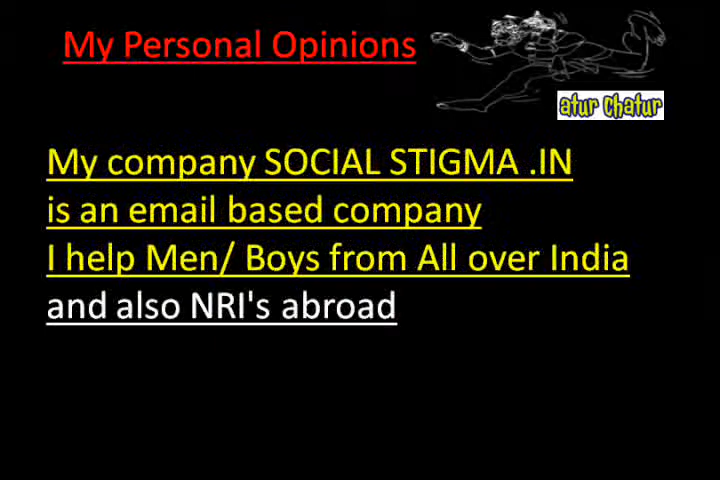 My Personal Opinions
atur chatur
My company SOCIAL STIGMA .IN
is an email based company
I help Men/ Boys from All over India
and also NRI's abroad